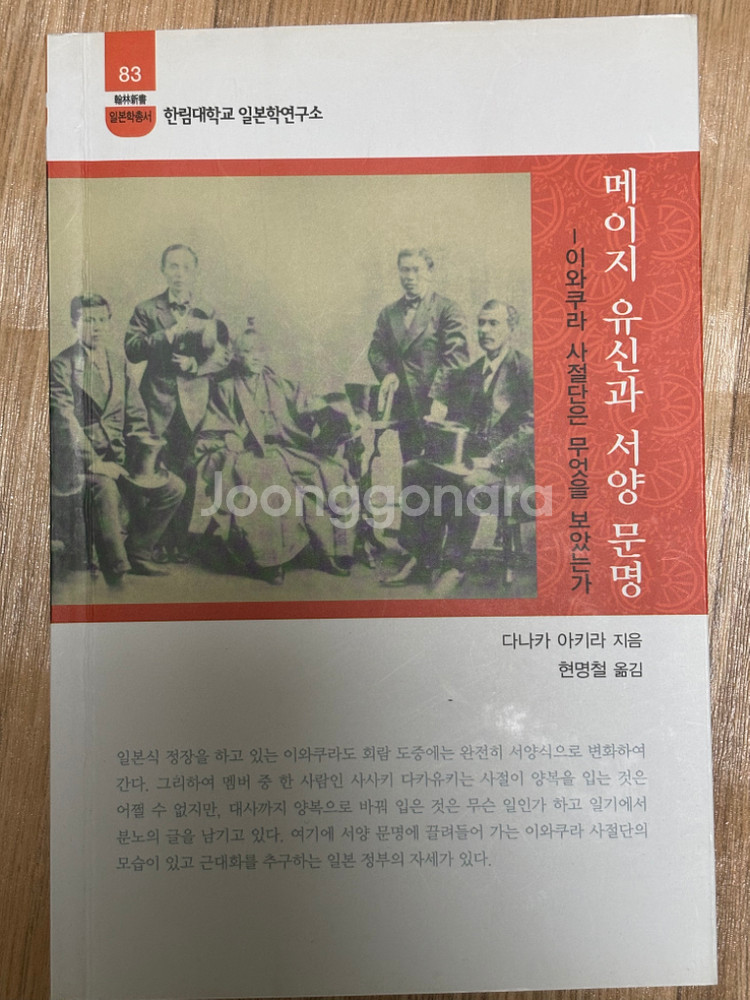 83
翰林新書
일본학총서
한림대학교 일본학연구소
메이지 유신과 서양 문명
-이와쿠라 사절단은 무엇을 보았는가
Joonggonara
다나카 아키라 지음
현명철 옮김
일본식 정장을 하고 있는 이와쿠라도 회람 도중에는 완전히 서양식으로 변화하여
간다. 그리하여 멤버 중 한 사람인 사사키 다카유키는 사절이 양복을 입는 것은
어쩔 수 없지만, 대사까지 양복으로 바꿔 입은 것은 무슨 일인가 하고 일기에서
분노의 글을 남기고 있다. 여기에 서양 문명에 끌려들어 가는 이와쿠라 사절단의
모습이 있고 근대화를 추구하는 일본 정부의 자세가 있다.